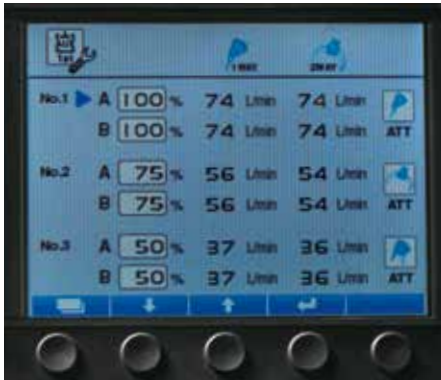 1WAY 2WAY
No.1 A 100 % 74 L/min 74 L/min
B 100 % 74 L/min 74 L/min ATT
No.2 A 75 % 56 L/min 54 L/min
B 75 % 56 L/min 54 L/min ATT
No.3 A 50 % 37 L/min 36 L/min
B 50 % 37 L/min 36 L/min ATT